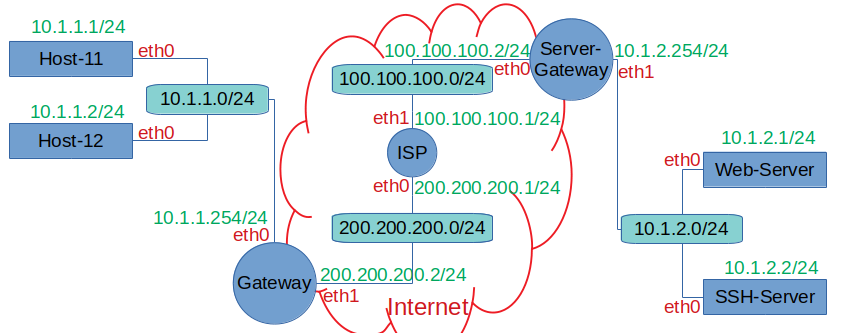 10.1.1.1/24
Host-11
eth0
10.1.1.0/24
10.1.1.2/24
Host-12
eth0
10.1.1.254/24
eth0
Gateway
200.200.200.2/24
eth1
Internet
100.100.100.2/24
eth0
100.100.100.0/24
eth1
100.100.100.1/24
ISP
eth0
200.200.200.1/24
200.200.200.0/24
Server-
Gateway
10.1.2.254/24
eth1
10.1.2.1/24
eth0
Web-Server
10.1.2.0/24
10.1.2.2/24
eth0
SSH-Server